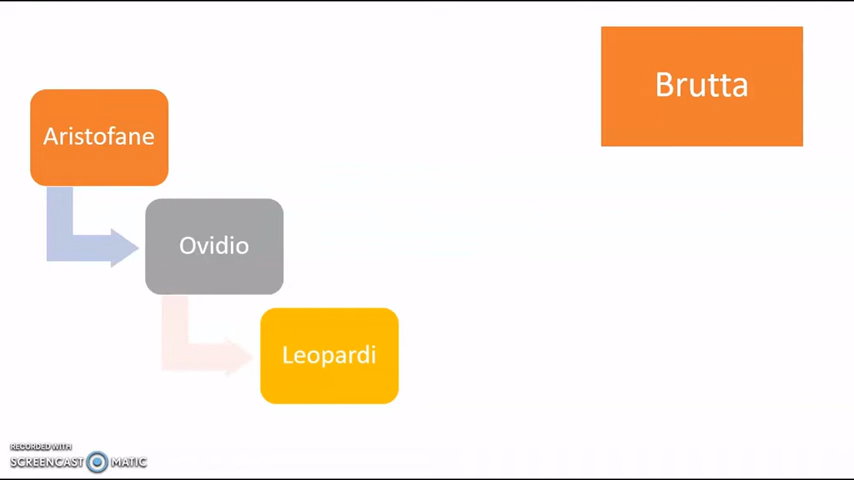 Brutta
Aristofane
Ovidio
Leopardi
RECORDED WITH
SCREENCAST MATIC